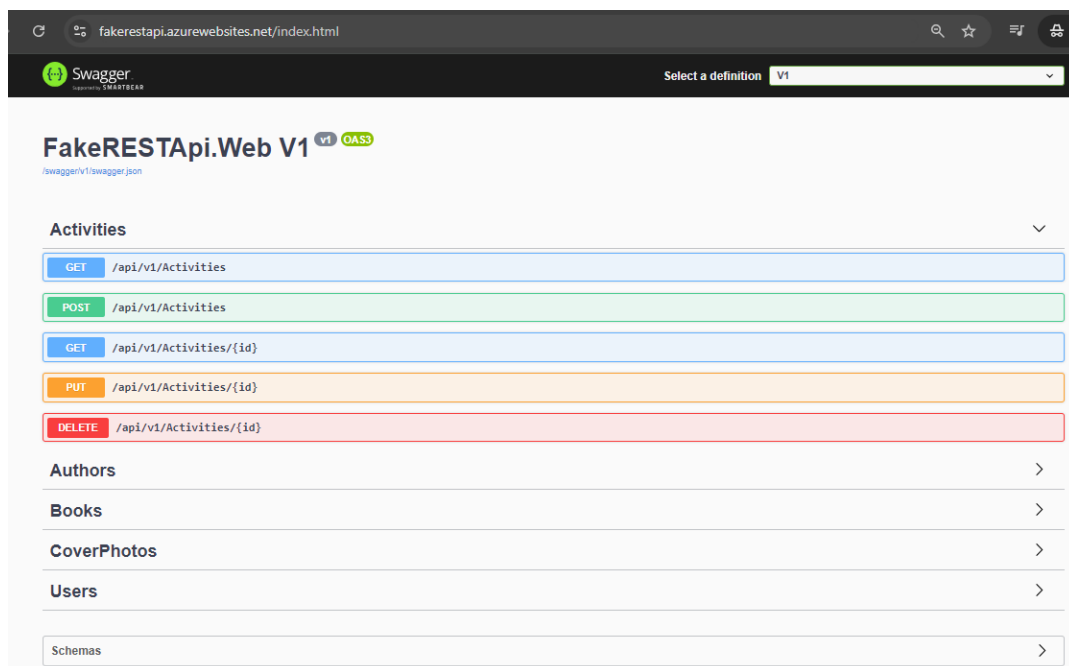 fakerestapi.azurewebsites.net/index.html
Swagger.
Supported by SMARTBEAR
Select a definition V1
FakeRESTApi.Web V1 v1 OAS3
/swagger/v1/swagger.json
Activities
GET /api/v1/Activities
POST /api/v1/Activities
GET /api/v1/Activities/{id}
PUT /api/v1/Activities/{id}
DELETE /api/v1/Activities/{id}
Authors
Books
CoverPhotos
Users
Schemas